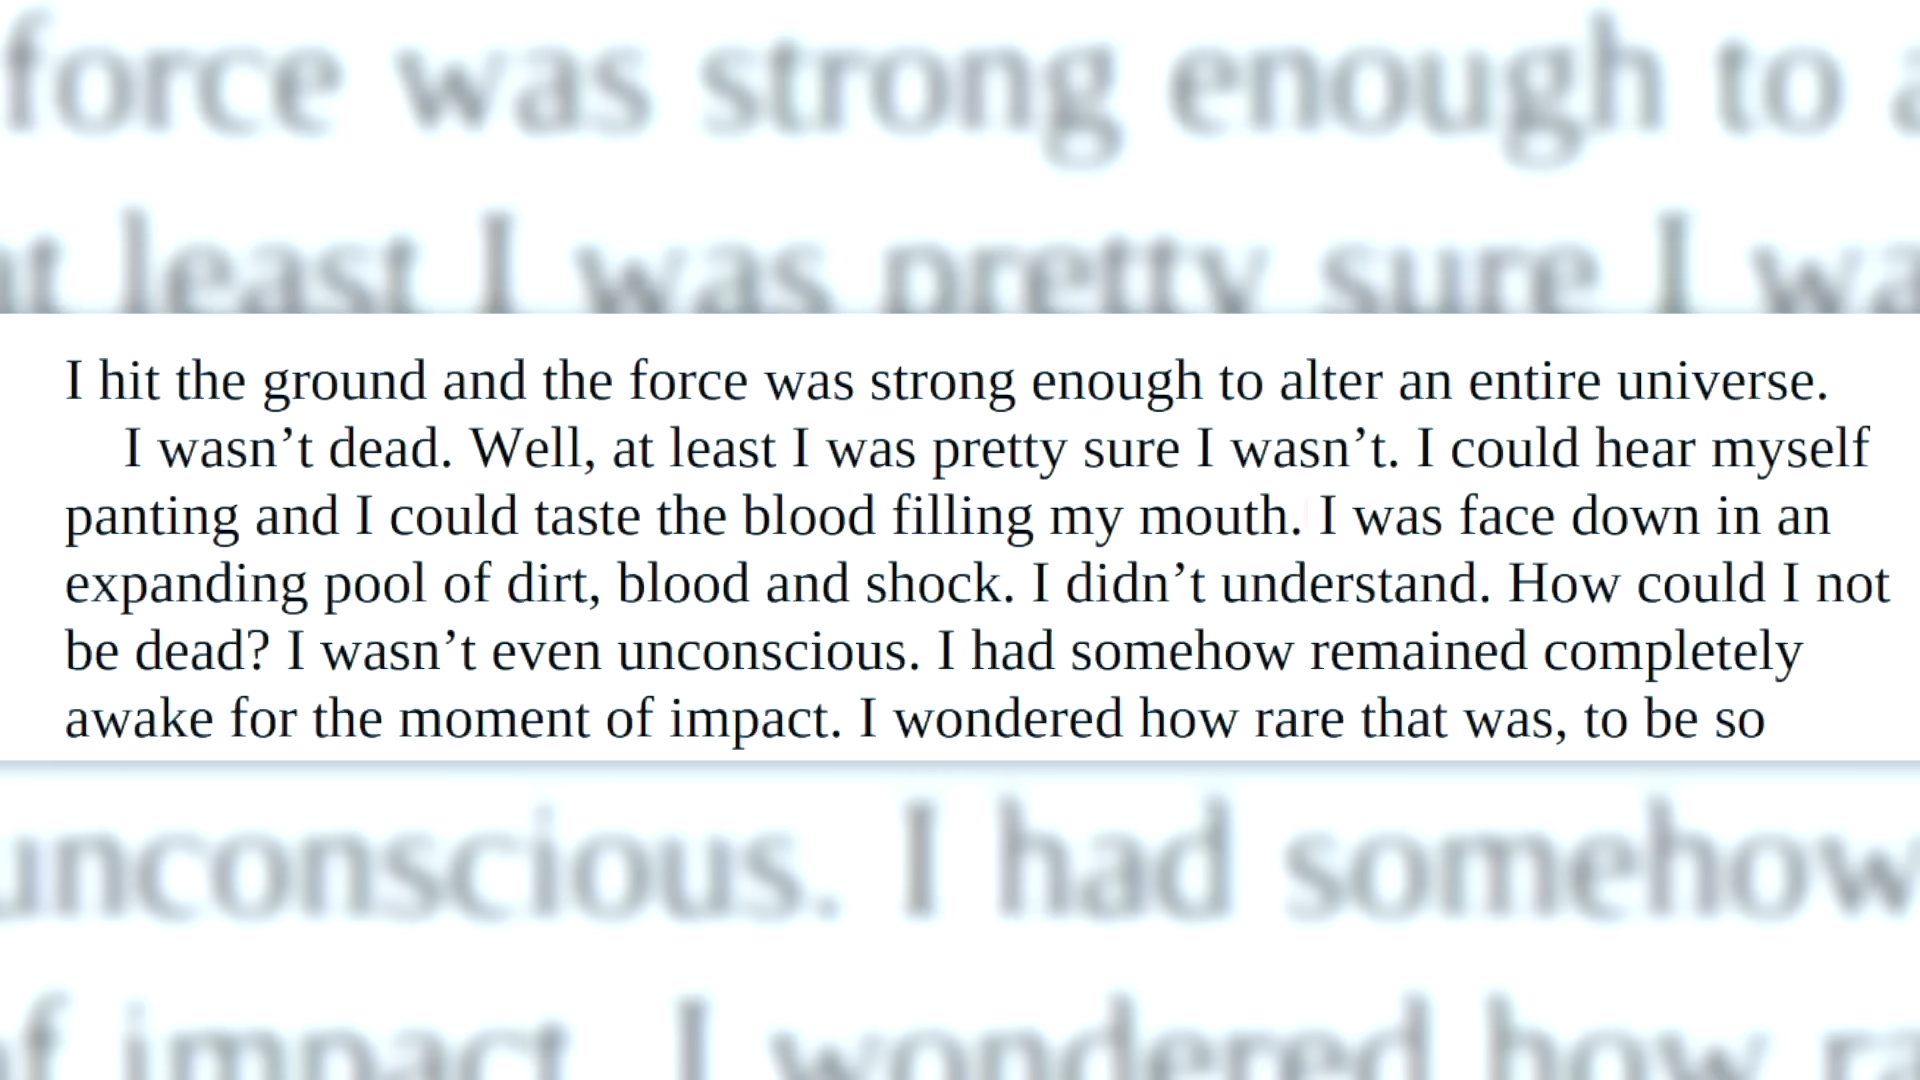 force was strong enough to a
at least I was pretty sure I wa
I hit the ground and the force was strong enough to alter an entire universe.
I wasn’t dead. Well, at least I was pretty sure I wasn’t. I could hear myself
panting and I could taste the blood filling my mouth. I was face down in an
expanding pool of dirt, blood and shock. I didn’t understand. How could I not
be dead? I wasn’t even unconscious. I had somehow remained completely
awake for the moment of impact. I wondered how rare that was, to be so
unconscious. I had somehow
of impact. I wondered how ra